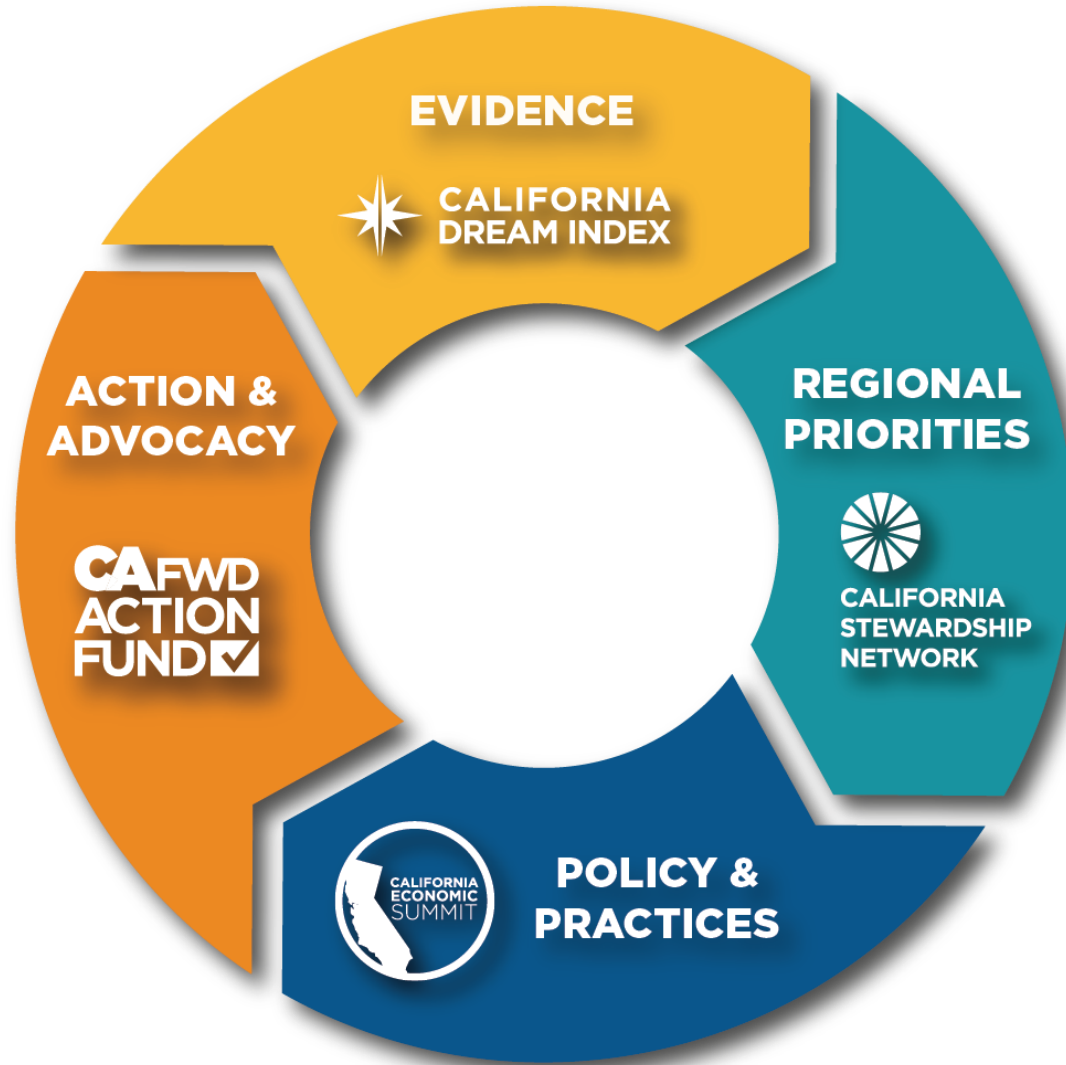 EVIDENCE
CALIFORNIA
DREAM INDEX
REGIONAL
PRIORITIES
CALIFORNIA
STEWARDSHIP
NETWORK
POLICY &
PRACTICES
CALIFORNIA
ECONOMIC
SUMMIT
ACTION &
ADVOCACY
CAFWD
ACTION
FUND